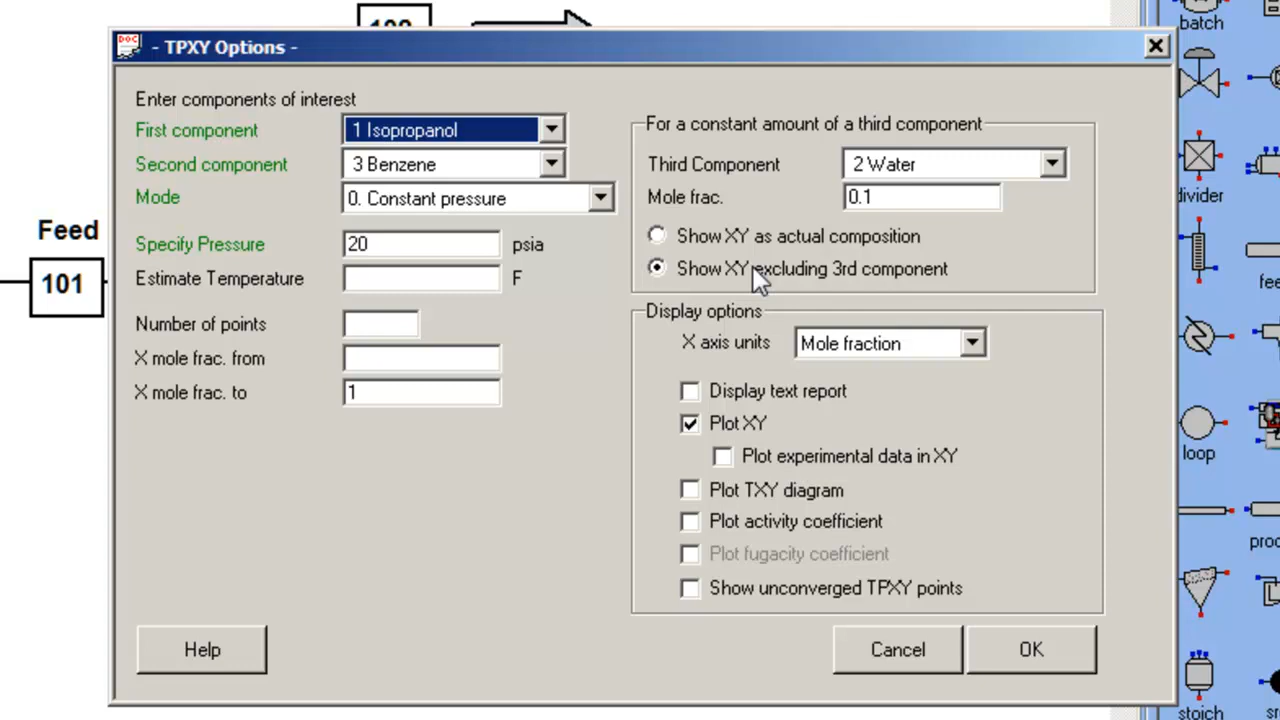 batch
- TPXY Options -
Enter components of interest
First component
1 Isopropanol
Second component
3 Benzene
Mode
0. Constant pressure
Specify Pressure
20
psia
Estimate Temperature
F
Number of points
X mole frac. from
X mole frac. to
1
For a constant amount of a third component
Third Component
2 Water
Mole frac.
0.1
Show XY as actual composition
Show XY excluding 3rd component
Display options
X axis units
Mole fraction
Display text report
Plot XY
Plot experimental data in XY
Plot TXY diagram
Plot activity coefficient
Plot fugacity coefficient
Show unconverged TPXY points
Help
Cancel
OK
Feed
101
divider
loop
stoich